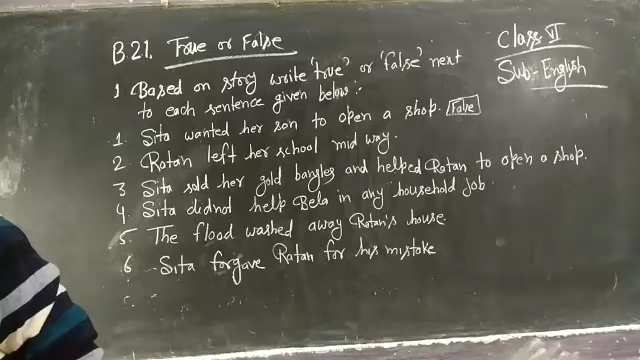 B 21. True or False
Class VI
Sub - English
1 Based on story write 'true' or 'false' next
to each sentence given below:
1. Sita wanted her son to open a shop. False
2 Ratan left her school mid way.
3 Sita sold her gold bangles and helped Ratan to open a shop.
4 Sita didnot help Bela in any household job.
5. The flood washed away Ratan's house.
6 Sita forgave Ratan for his mistake